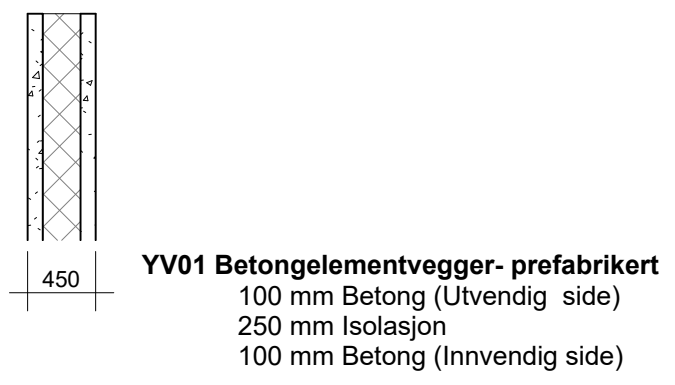 450
YV01 Betongelementvegger- prefabrikert
100 mm Betong (Utvendig side)
250 mm Isolasjon
100 mm Betong (Innvendig side)